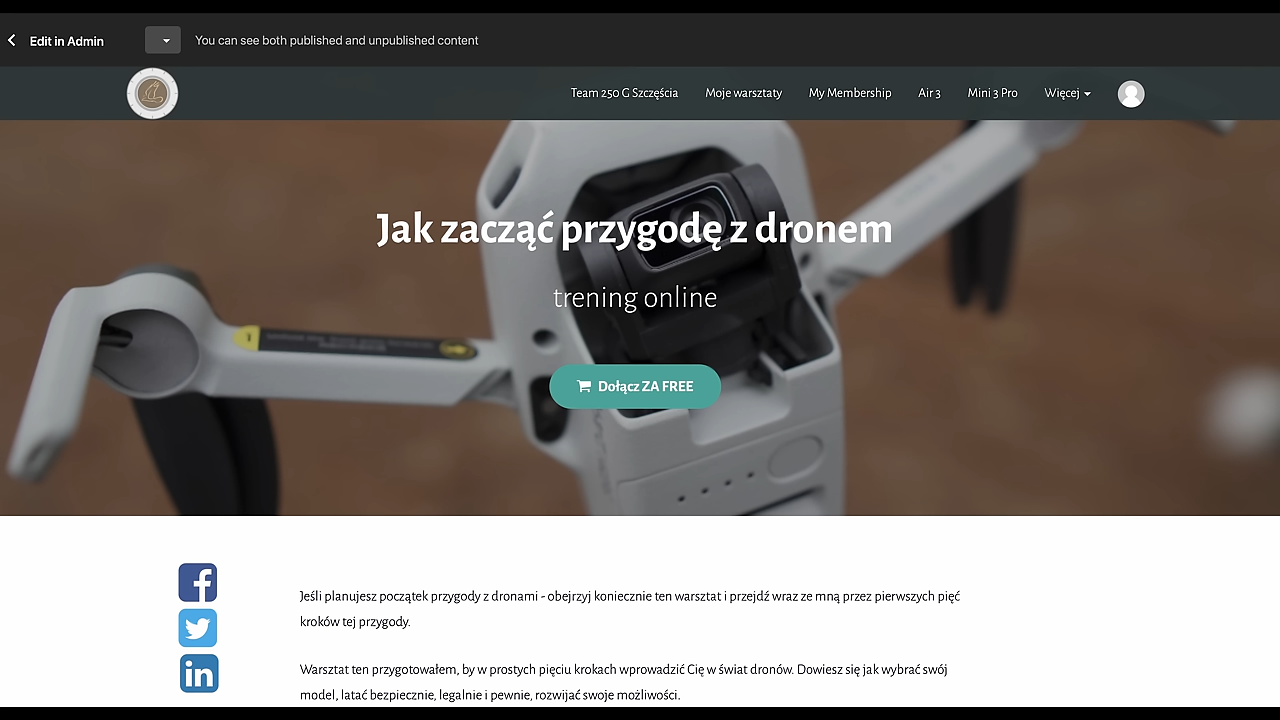 Edit in Admin
You can see both published and unpublished content
Team 250 G Szczęścia
Moje warsztaty
My Membership
Air 3
Mini 3 Pro
Więcej
Jak zacząć przygodę z dronem
trening online
Dołącz ZA FREE
Jeśli planujesz początek przygody z dronami - obejrzyj koniecznie ten warsztat i przejdź wraz ze mną przez pierwszych pięć
kroków tej przygody.
Warsztat ten przygotowałem, by w prostych pięciu krokach wprowadzić Cię w świat dronów. Dowiesz się jak wybrać swój
model, latać bezpiecznie, legalnie i pewnie, rozwijać swoje możliwości.